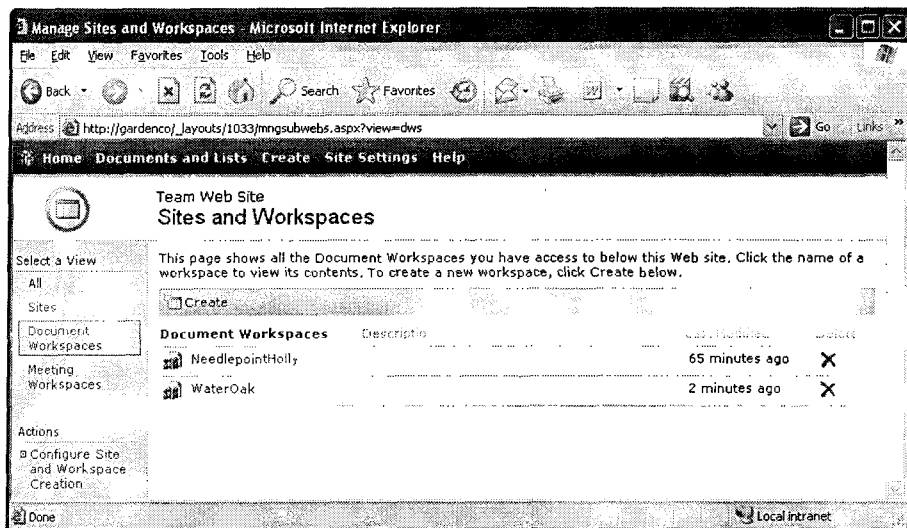 Manage Sites and Workspaces - Microsoft Internet Explorer
File Edit View Favorites Tools Help
Back Search Favorites
Address http://gardenco/_layouts/1033/mngsubwebs.aspx?view=dws Go Links »
Home Documents and Lists Create Site Settings Help
Team Web Site
Sites and Workspaces
Select a View
All
Sites
Document
Workspaces
Meeting
Workspaces
Actions
Configure Site
and Workspace
Creation
This page shows all the Document Workspaces you have access to below this Web site. Click the name of a
workspace to view its contents. To create a new workspace, click Create below.
Create
Document Workspaces Descriptio Last Modified Delete
NeedlepointHolly 65 minutes ago
WaterOak 2 minutes ago
Done Local intranet